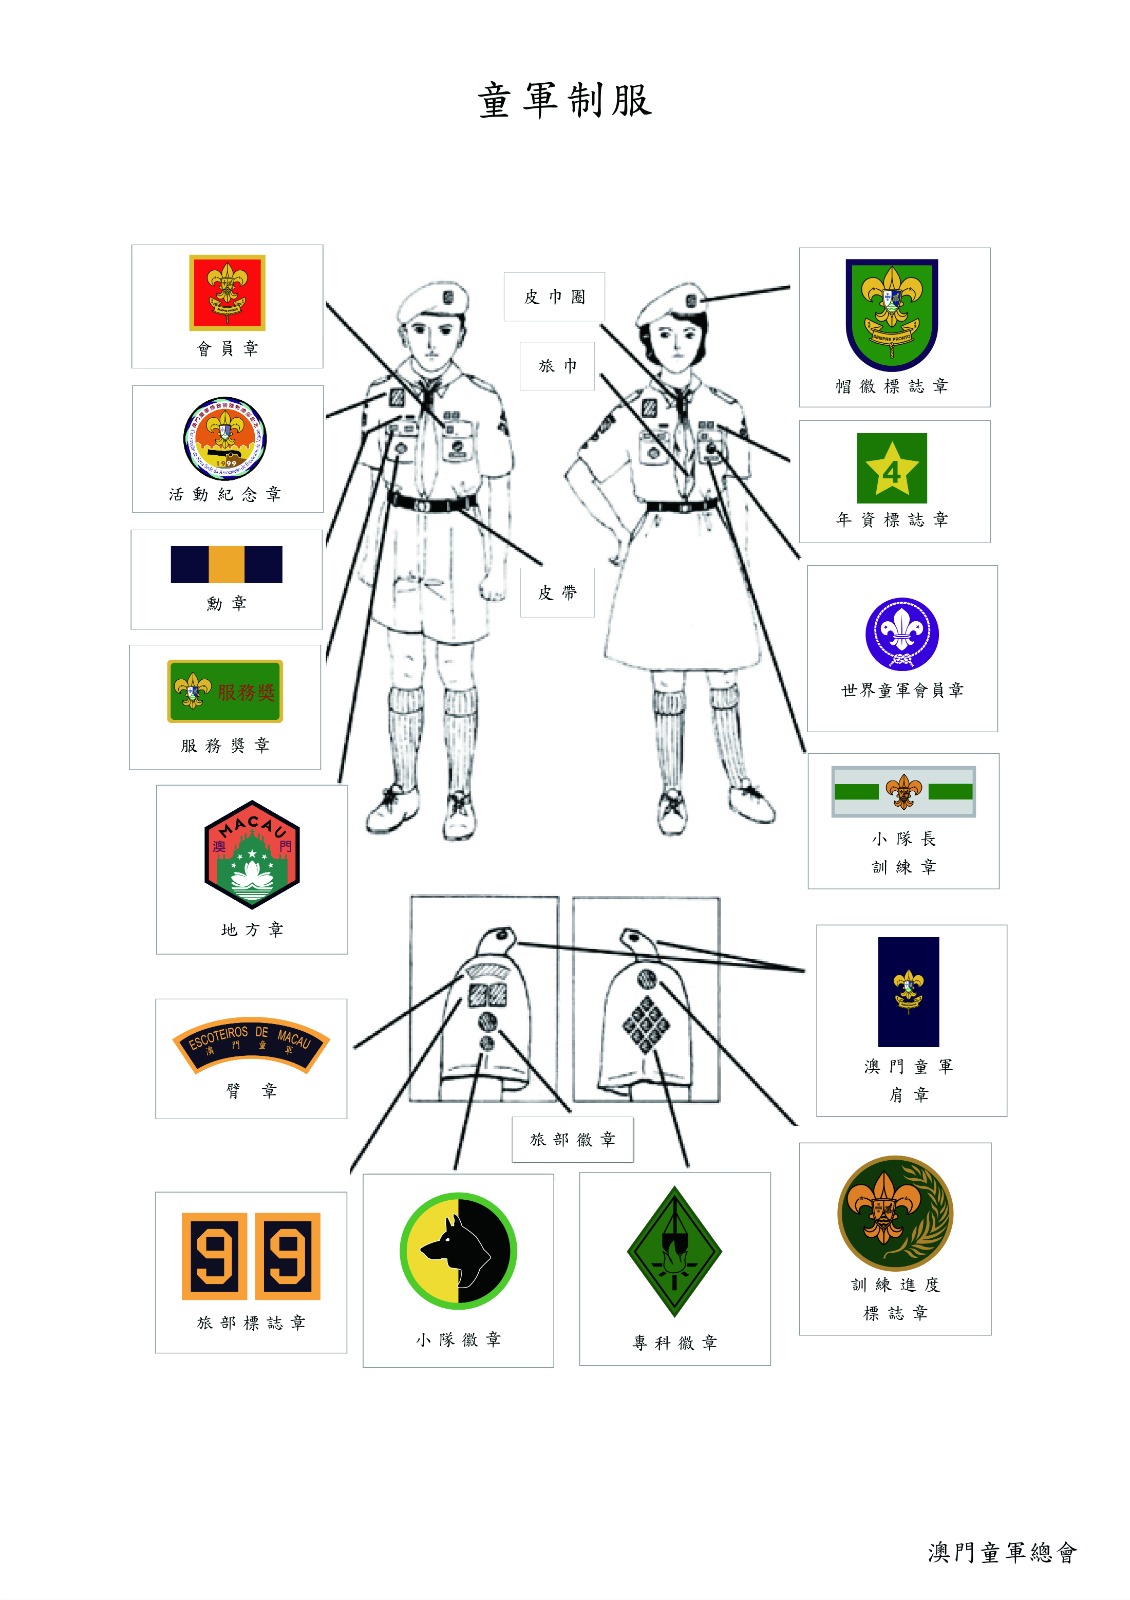 童軍制服
會員章
皮巾圈
旅巾
SEMPRE PRONTO
帽徽標誌章
1999
活動紀念章
4
年資標誌章
勳章
皮帶
服務獎
服務獎章
世界童軍會員章
MACAU
澳 門
地方章
小隊長
訓練章
ESCOTEIROS DE MACAU
澳門童軍
臂章
澳門童軍
肩章
旅部徽章
9 9
旅部標誌章
小隊徽章
專科徽章
訓練進度
標誌章
澳門童軍總會